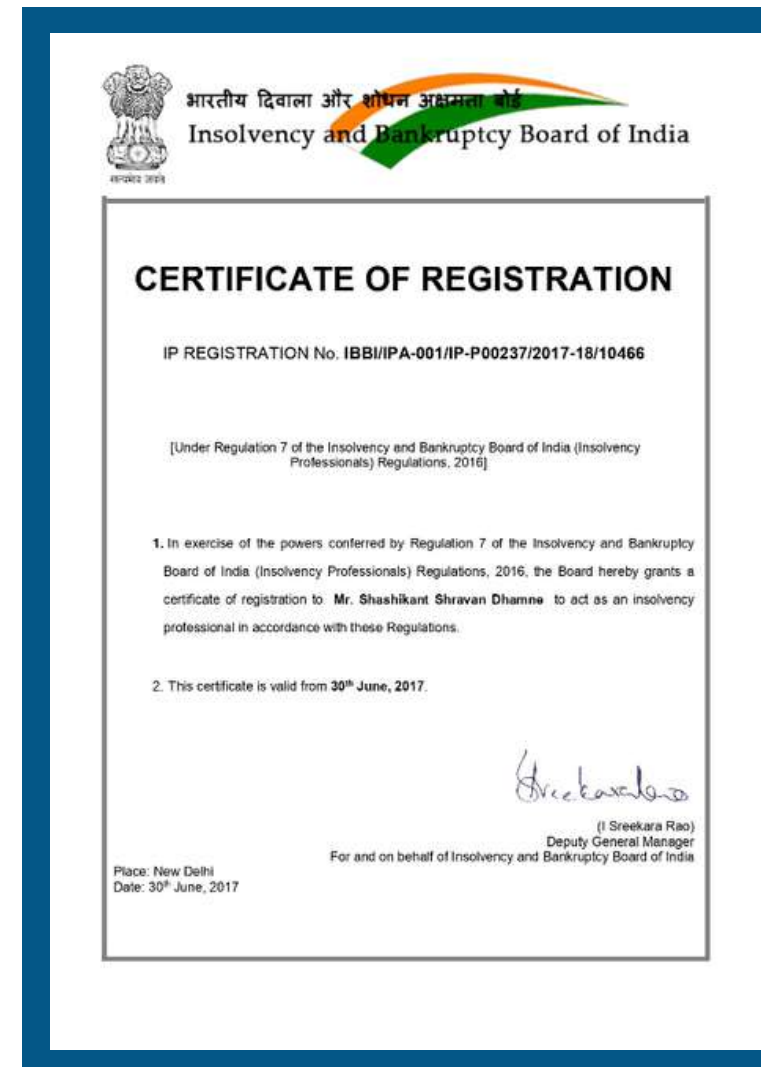 भारतीय दिवाला और शोधन अक्षमता बोर्ड
Insolvency and Bankruptcy Board of India
सत्यमेव जयते
CERTIFICATE OF REGISTRATION
IP REGISTRATION No. IBBI/IPA-001/IP-P00237/2017-18/10466
[Under Regulation 7 of the Insolvency and Bankruptcy Board of India (Insolvency
Professionals) Regulations, 2016]
1. In exercise of the powers conferred by Regulation 7 of the Insolvency and Bankruptcy
Board of India (Insolvency Professionals) Regulations, 2016, the Board hereby grants a
certificate of registration to Mr. Shashikant Shravan Dhamne to act as an insolvency
professional in accordance with these Regulations.
2. This certificate is valid from 30th June, 2017.
Sreekararao
(I Sreekara Rao)
Deputy General Manager
For and on behalf of Insolvency and Bankruptcy Board of India
Place: New Delhi
Date: 30th June, 2017